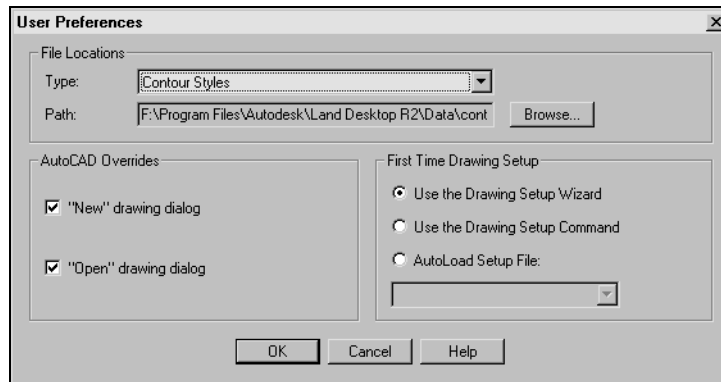 User Preferences
File Locations
Type:
Contour Styles
Path:
F:\Program Files\Autodesk\Land Desktop R2\Data\cont
Browse...
AutoCAD Overrides
"New" drawing dialog
"Open" drawing dialog
First Time Drawing Setup
Use the Drawing Setup Wizard
Use the Drawing Setup Command
AutoLoad Setup File:
OK
Cancel
Help